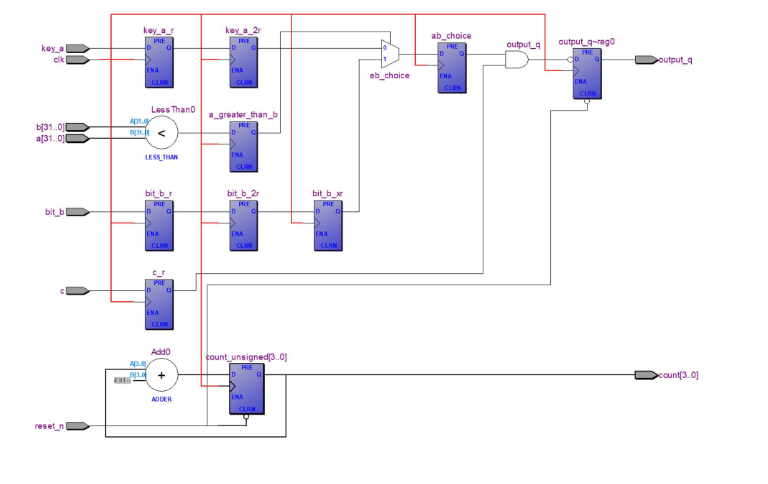 key_a_r
key_a_2r
ab_choice
output_q
output_q~reg0
key_a
clk
PRE
D Q
ENA
CLRN
PRE
D Q
ENA
CLRN
0
1
ab_choice
PRE
D Q
ENA
CLRN
PRE
D Q
ENA
CLRN
output_q
LessThan0
a_greater_than_b
b[31..0]
a[31..0]
A[31..0]
B[31..0]
<
LESS_THAN
PRE
D Q
ENA
CLRN
bit_b_r
bit_b_2r
bit_b_xr
bit_b
PRE
D Q
ENA
CLRN
PRE
D Q
ENA
CLRN
PRE
D Q
ENA
CLRN
c_r
c
PRE
D Q
ENA
CLRN
Add0
count_unsigned[3..0]
A[3..0]
B[3..0]
+
ADDER
PRE
D Q
ENA
CLRN
count[3..0]
reset_n